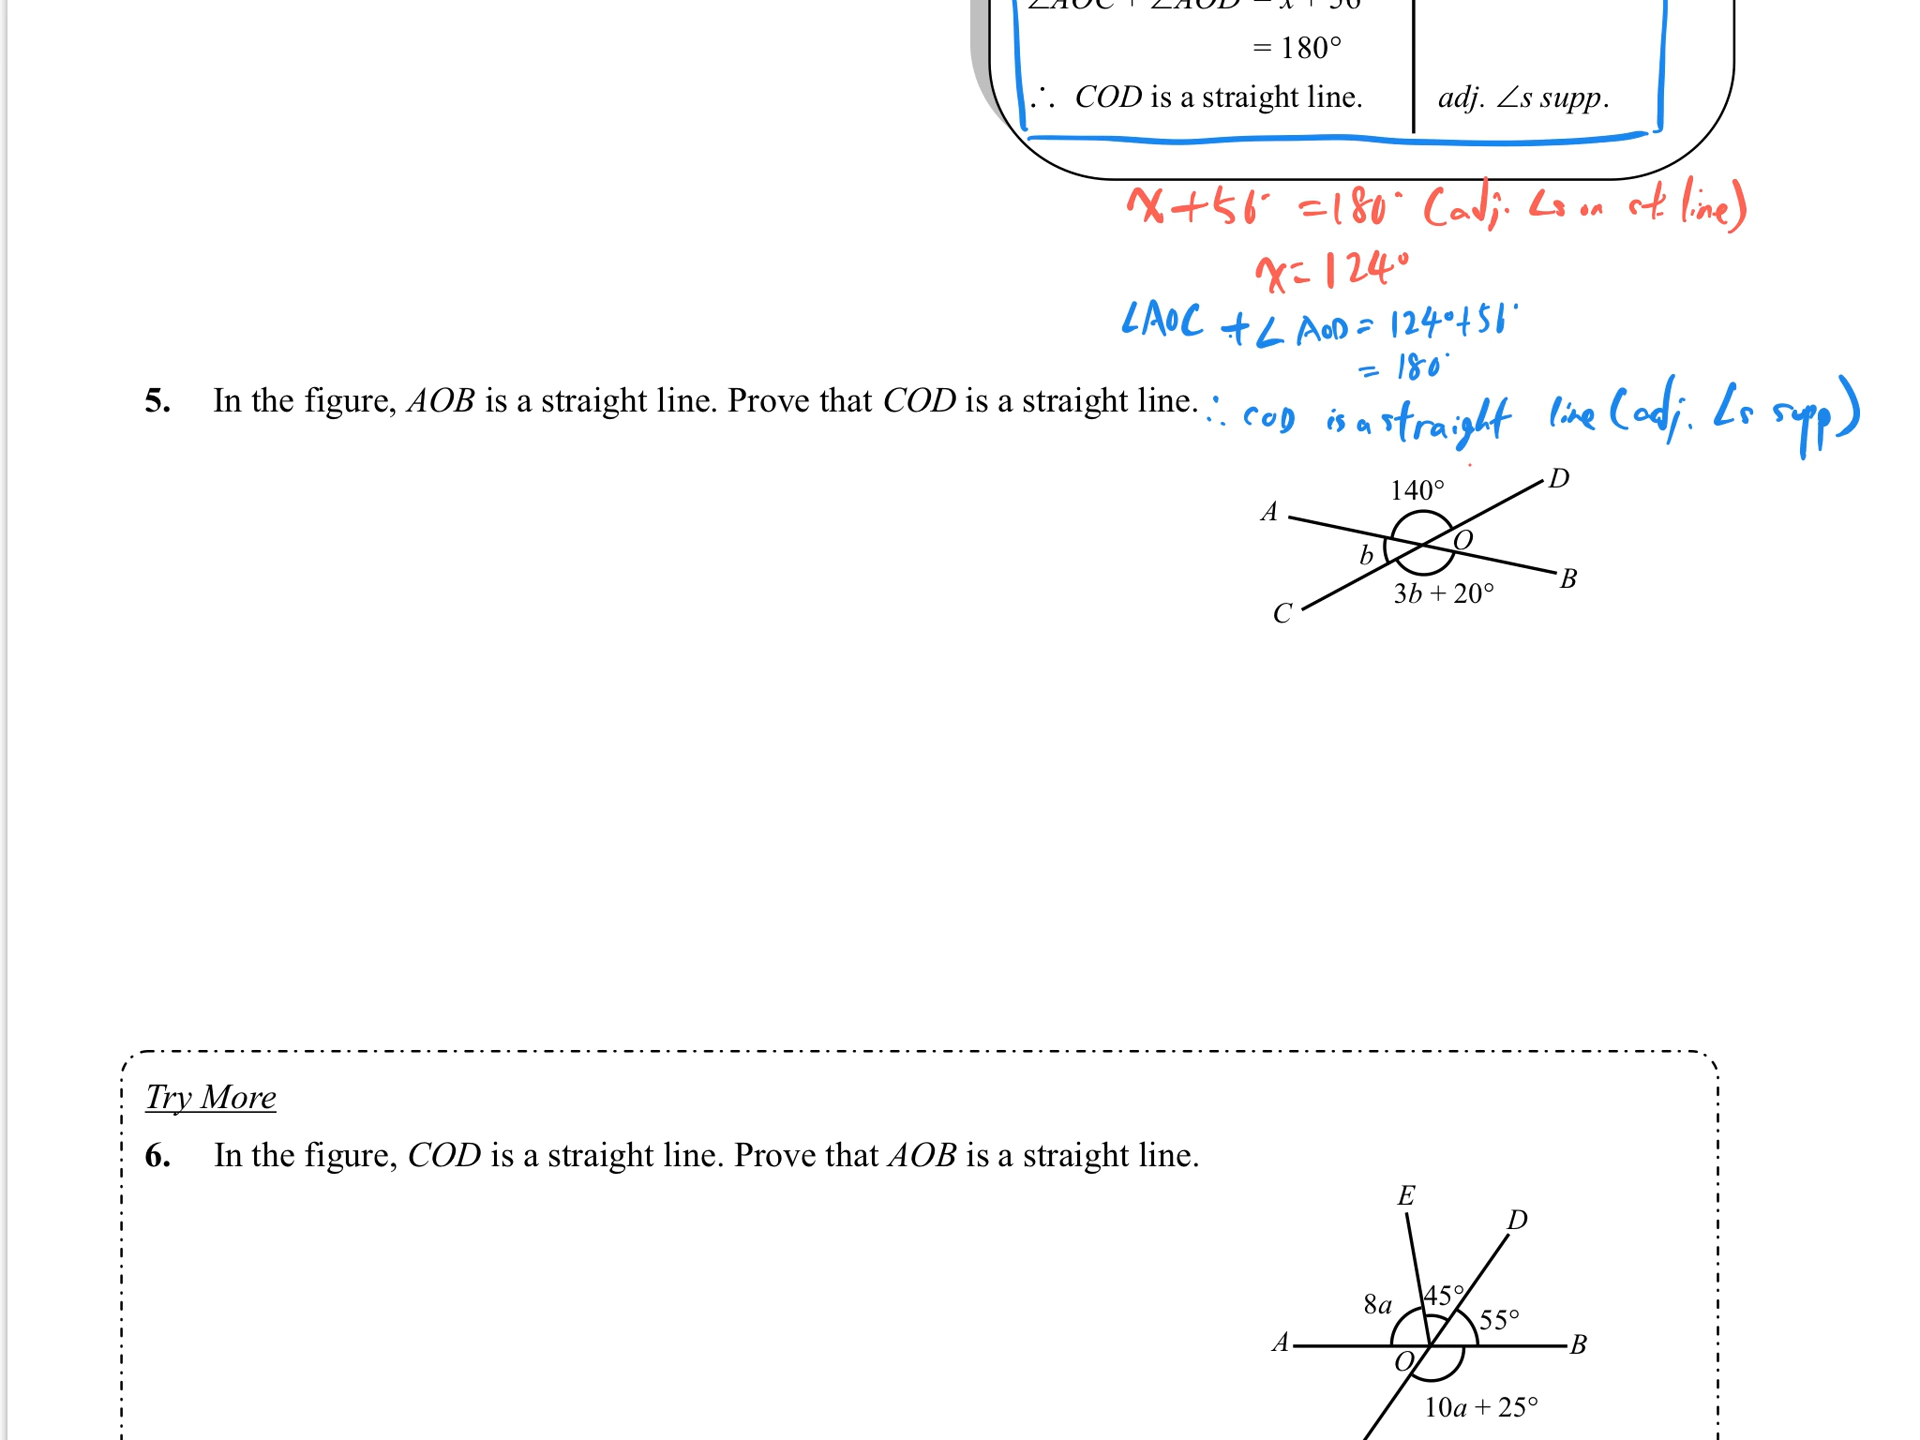 = 180°
∴ COD is a straight line. adj. ∠s supp.
x+56° =180° (adj. ∠s on st line)
x=124°
∠AOC +∠AOD= 124°+56°
= 180°
5. In the figure, AOB is a straight line. Prove that COD is a straight line.
∴ COD is a straight line (adj. ∠s supp)
140°
D
A
O
b
B
3b + 20°
C
Try More
6. In the figure, COD is a straight line. Prove that AOB is a straight line.
E
D
45°
8a
55°
A
B
O
10a + 25°